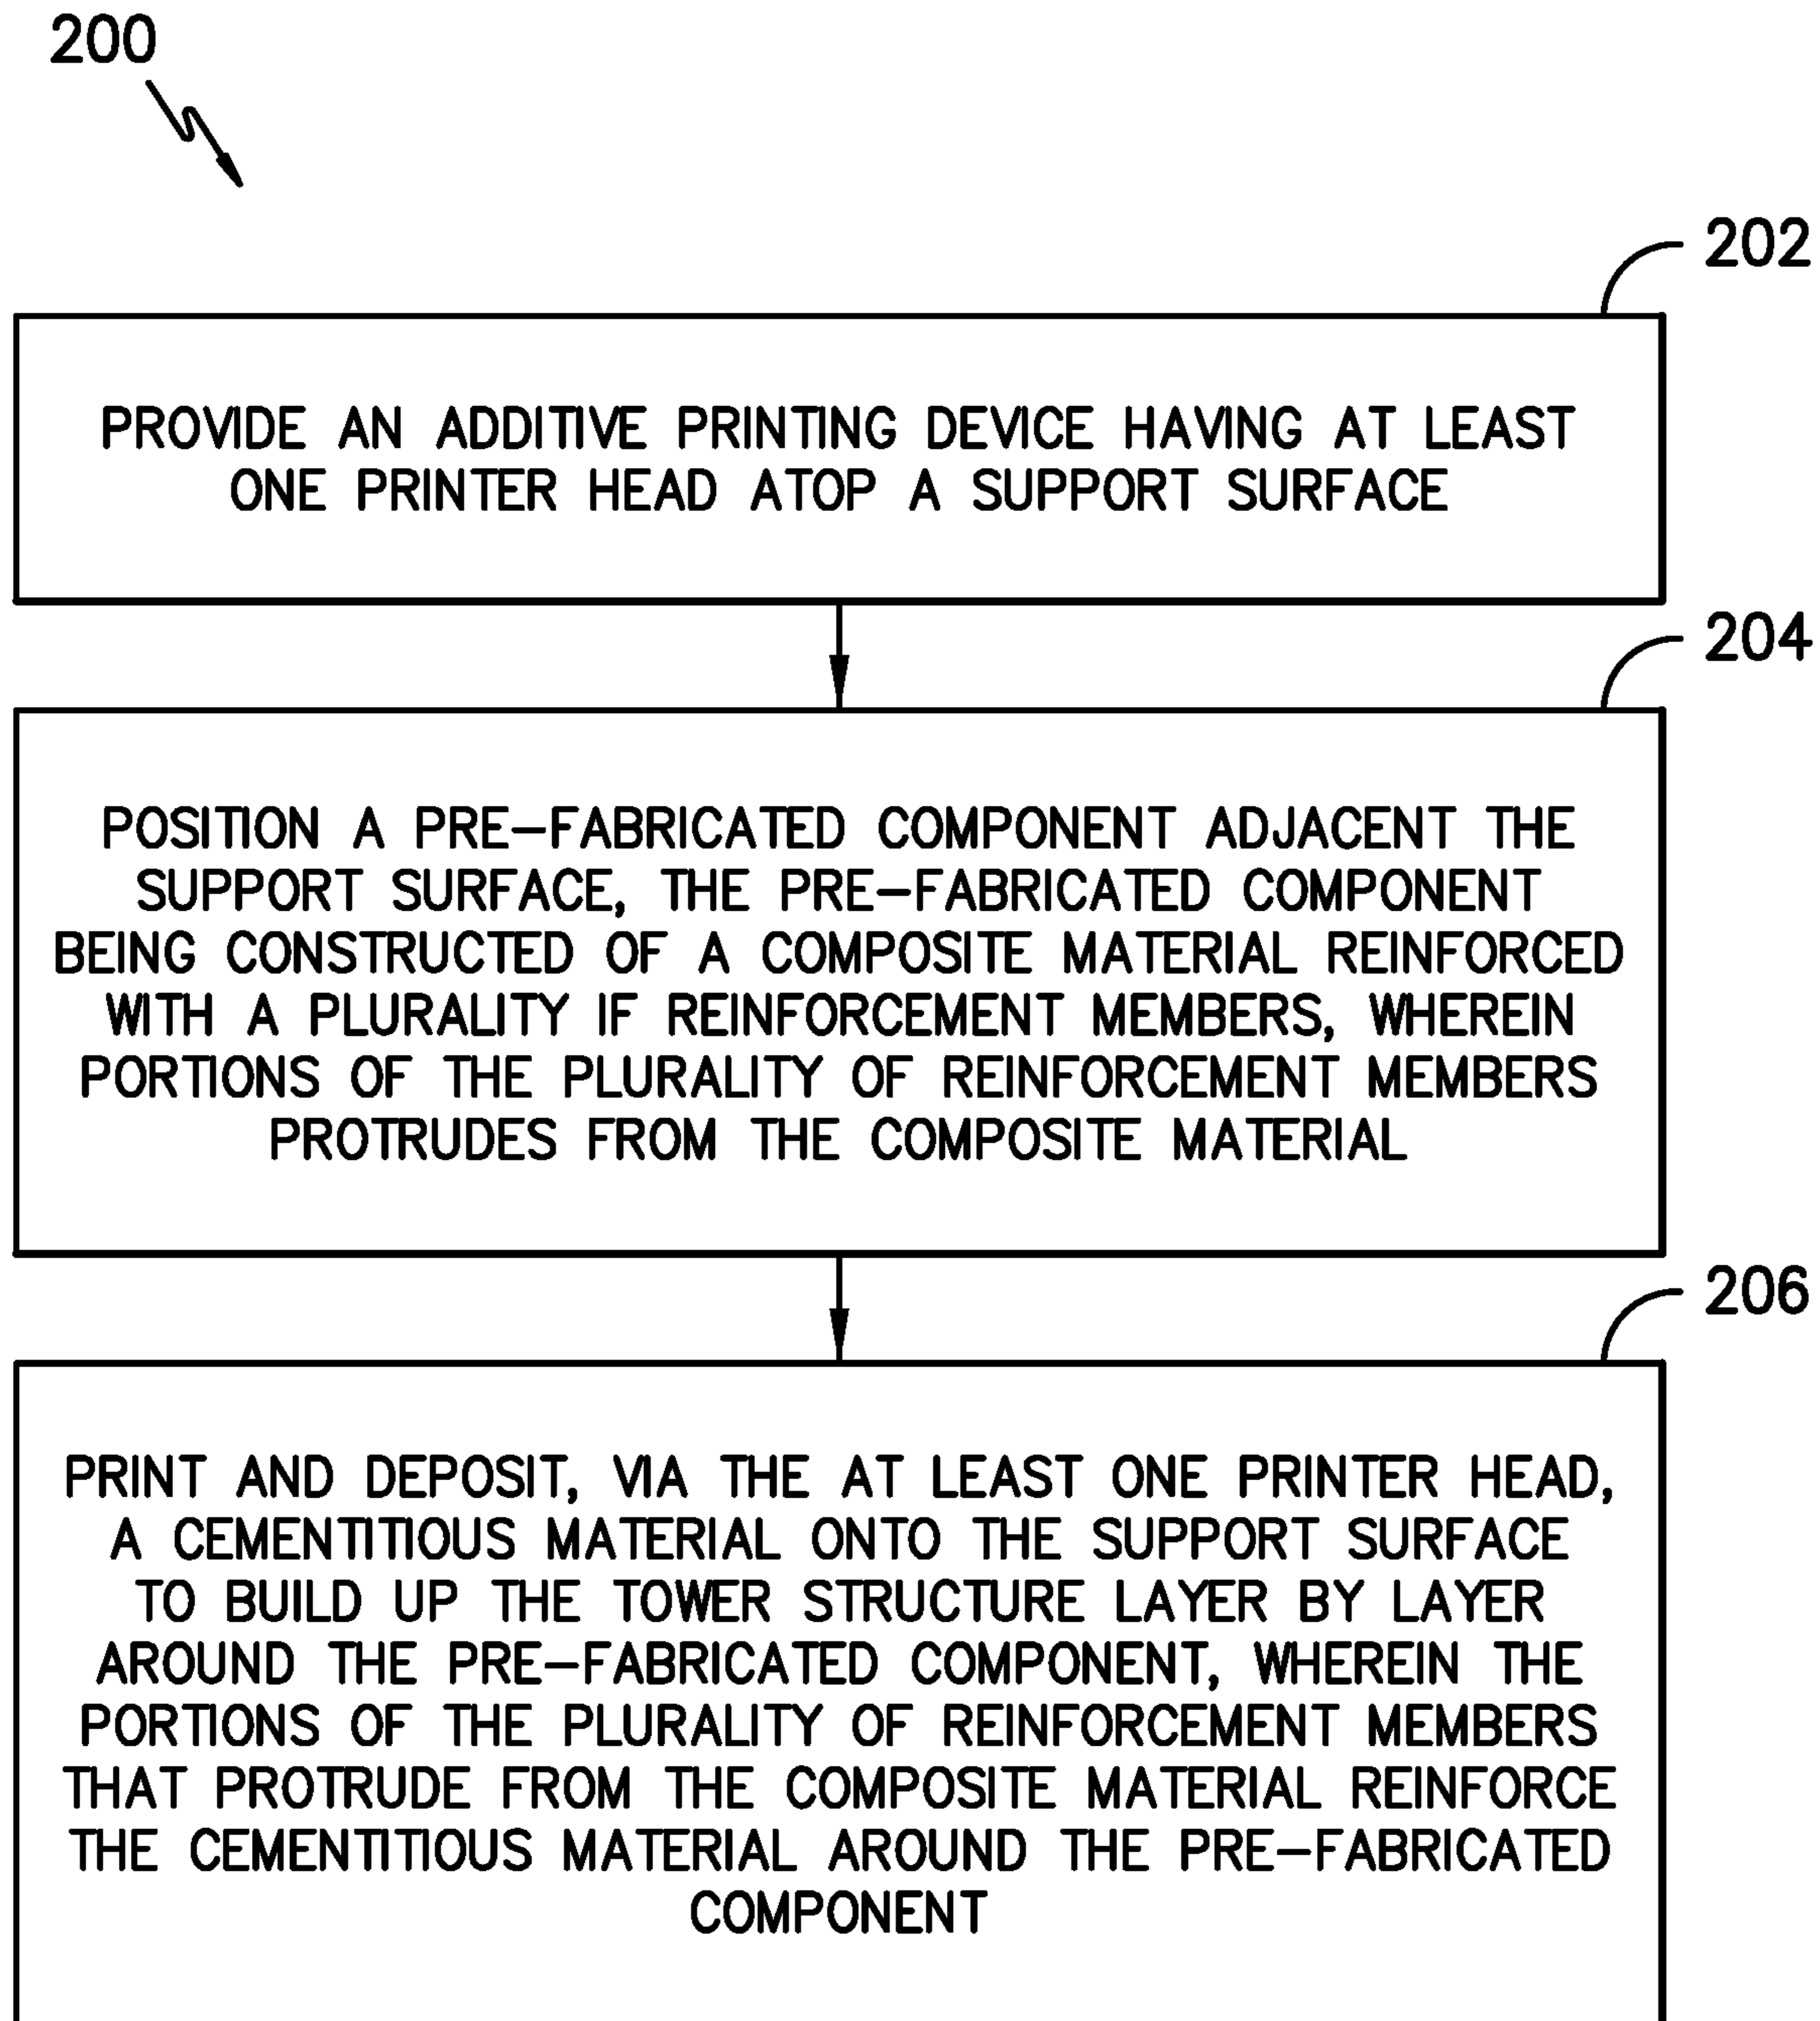 200
202
PROVIDE AN ADDITIVE PRINTING DEVICE HAVING AT LEAST
ONE PRINTER HEAD ATOP A SUPPORT SURFACE
204
POSITION A PRE–FABRICATED COMPONENT ADJACENT THE
SUPPORT SURFACE, THE PRE–FABRICATED COMPONENT
BEING CONSTRUCTED OF A COMPOSITE MATERIAL REINFORCED
WITH A PLURALITY IF REINFORCEMENT MEMBERS, WHEREIN
PORTIONS OF THE PLURALITY OF REINFORCEMENT MEMBERS
PROTRUDES FROM THE COMPOSITE MATERIAL
206
PRINT AND DEPOSIT, VIA THE AT LEAST ONE PRINTER HEAD,
A CEMENTITIOUS MATERIAL ONTO THE SUPPORT SURFACE
TO BUILD UP THE TOWER STRUCTURE LAYER BY LAYER
AROUND THE PRE–FABRICATED COMPONENT, WHEREIN THE
PORTIONS OF THE PLURALITY OF REINFORCEMENT MEMBERS
THAT PROTRUDE FROM THE COMPOSITE MATERIAL REINFORCE
THE CEMENTITIOUS MATERIAL AROUND THE PRE–FABRICATED
COMPONENT